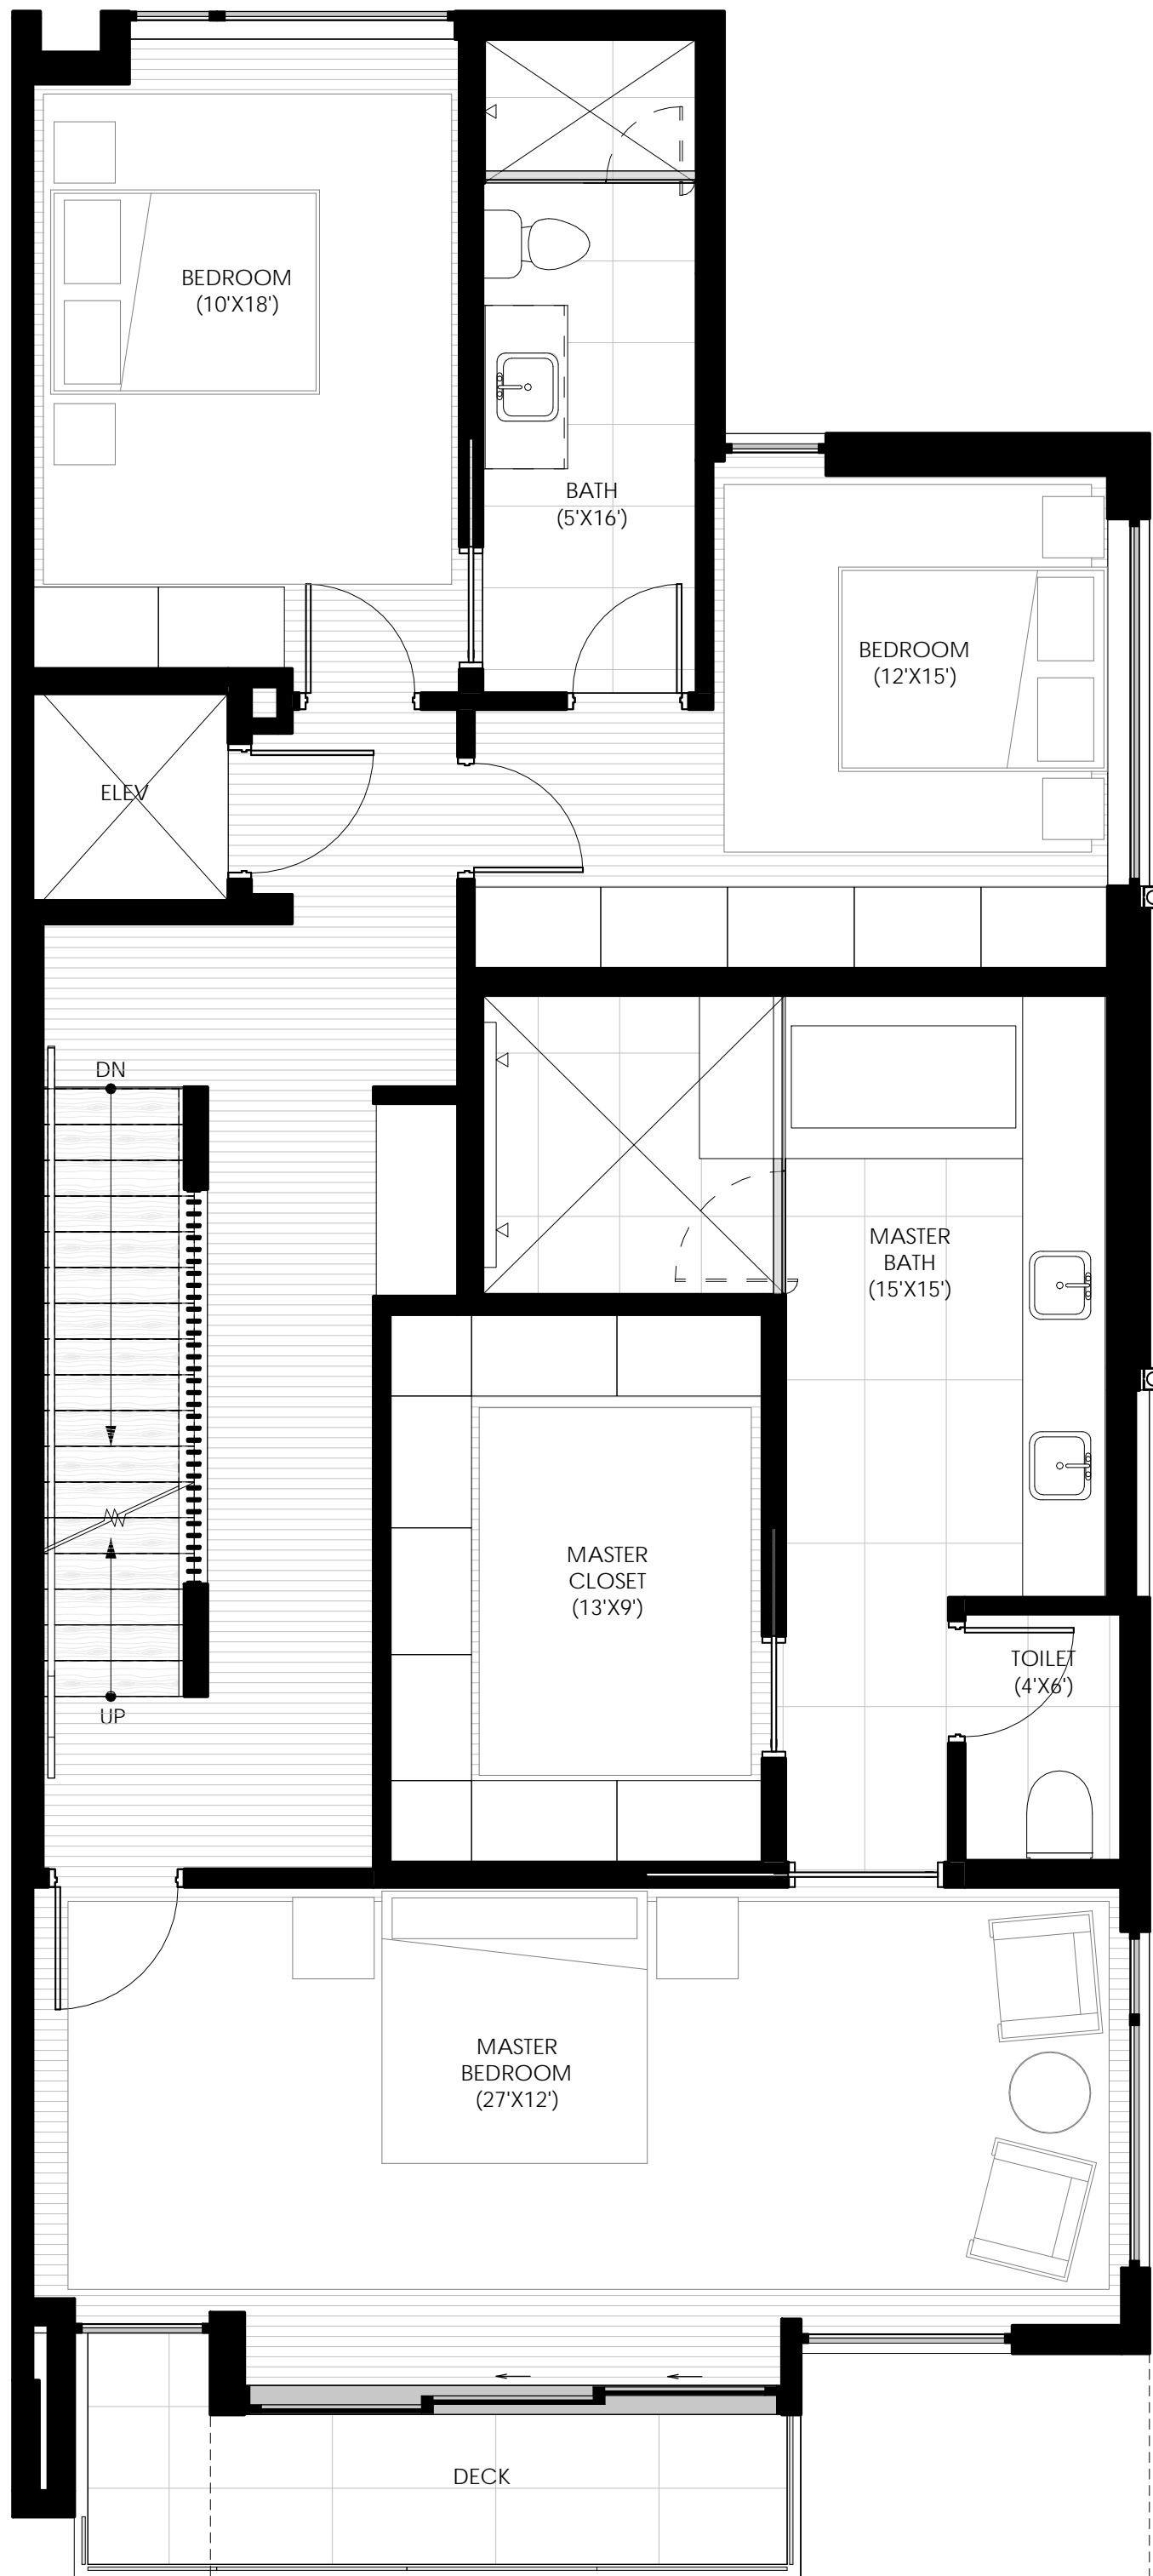 BEDROOM
(10'X18')
BATH
(5'X16')
BEDROOM
(12'X15')
ELEV
DN
MASTER
BATH
(15'X15')
MASTER
CLOSET
(13'X9')
TOILET
(4'X6')
UP
MASTER
BEDROOM
(27'X12')
DECK